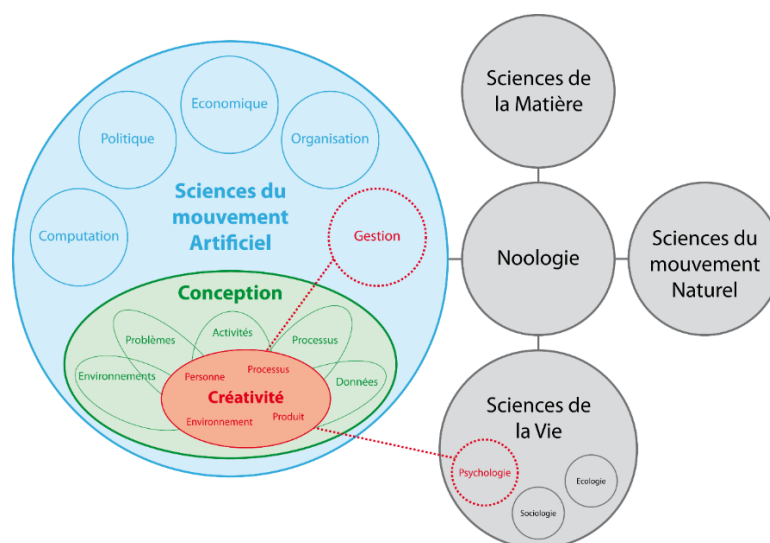 Economique
Politique
Organisation
Computation
Sciences du
mouvement
Artificiel
Gestion
Conception
Activités
Problèmes
Processus
Environnements
Données
Personne
Processus
Créativité
Environnement
Produit
Sciences de
la Matière
Noologie
Sciences du
mouvement
Naturel
Sciences de
la Vie
Psychologie
Ecologie
Sociologie